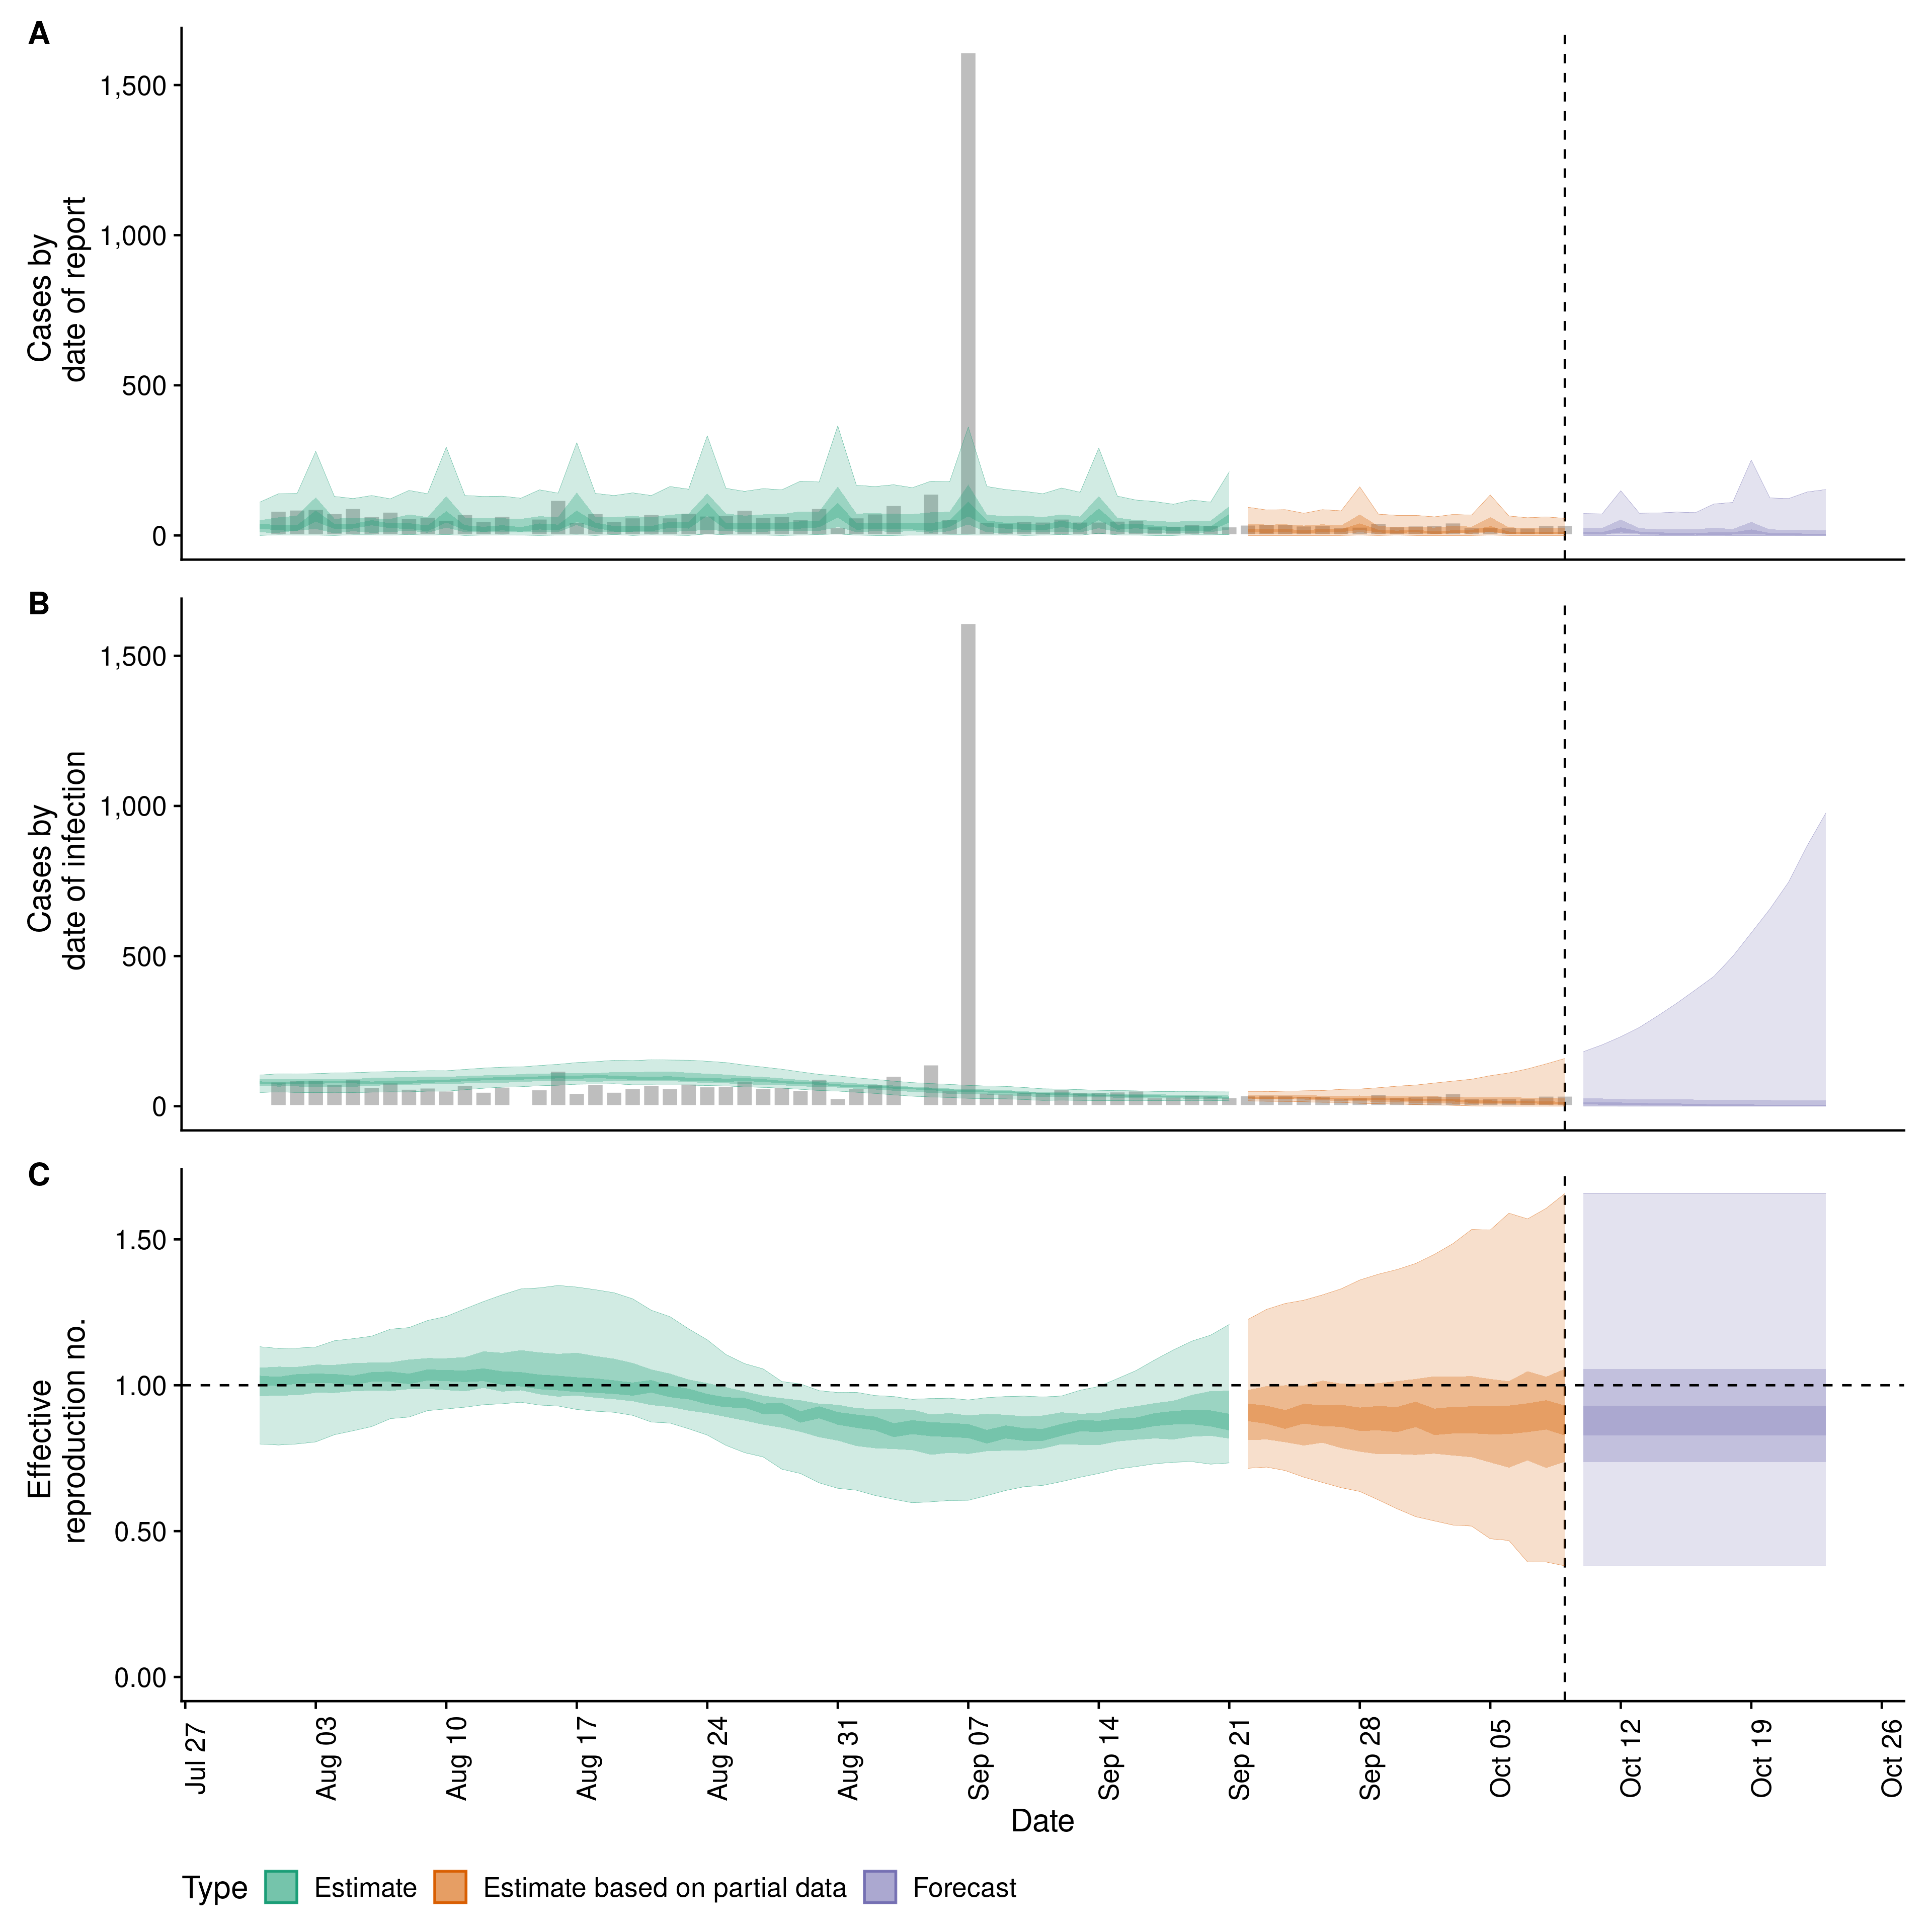 A
Cases by
date of report
1,500
1,000
500
0
B
Cases by
date of infection
1,500
1,000
500
0
C
Effective
reproduction no.
1.50
1.00
0.50
0.00
Jul 27
Aug 03
Aug 10
Aug 17
Aug 24
Aug 31
Sep 07
Sep 14
Sep 21
Sep 28
Oct 05
Oct 12
Oct 19
Oct 26
Date
Type Estimate Estimate based on partial data Forecast